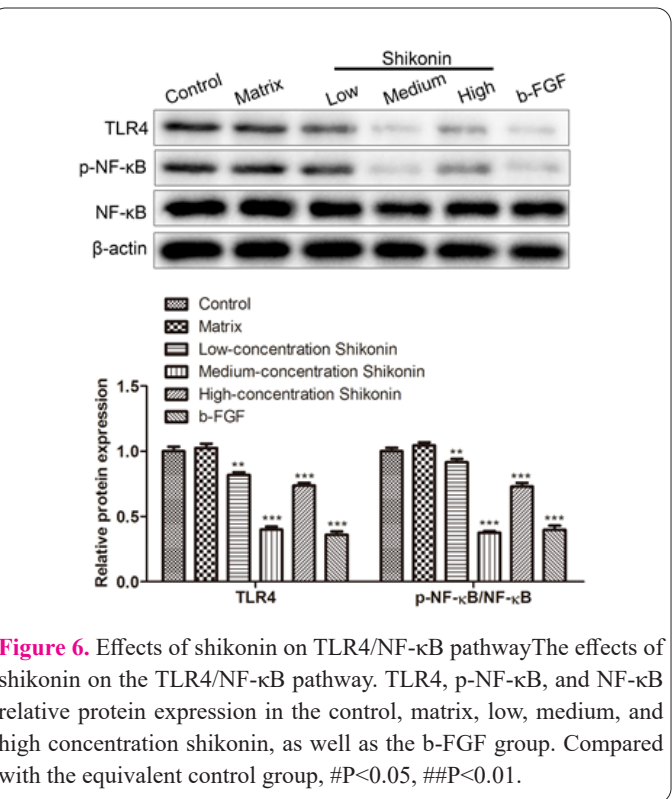 Shikonin
Control Matrix Low Medium High b-FGF
TLR4
p-NF-κB
NF-κB
β-actin
Control
Matrix
Low-concentration Shikonin
Medium-concentration Shikonin
High-concentration Shikonin
b-FGF
Relative protein expression
1.5
1.0
0.5
0.0
** *** *** *** ** *** *** ***
TLR4 p-NF-κB/NF-κB
Figure 6. Effects of shikonin on TLR4/NF-κB pathwayThe effects of
shikonin on the TLR4/NF-κB pathway. TLR4, p-NF-κB, and NF-κB
relative protein expression in the control, matrix, low, medium, and
high concentration shikonin, as well as the b-FGF group. Compared
with the equivalent control group, #P<0.05, ##P<0.01.